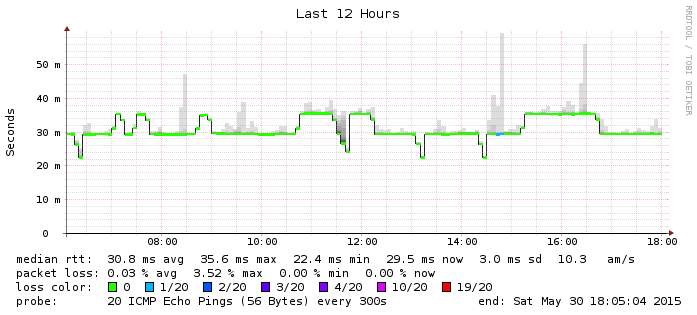 Last 12 Hours
RRDTOOL / TOBI OETIKER
Seconds
50 m
40 m
30 m
20 m
10 m
0
08:00 10:00 12:00 14:00 16:00 18:00
median rtt: 30.8 ms avg 35.6 ms max 22.4 ms min 29.5 ms now 3.0 ms sd 10.3 am/s
packet loss: 0.03 % avg 3.52 % max 0.00 % min 0.00 % now
loss color: 0 1/20 2/20 3/20 4/20 10/20 19/20
probe: 20 ICMP Echo Pings (56 Bytes) every 300s end: Sat May 30 18:05:04 2015